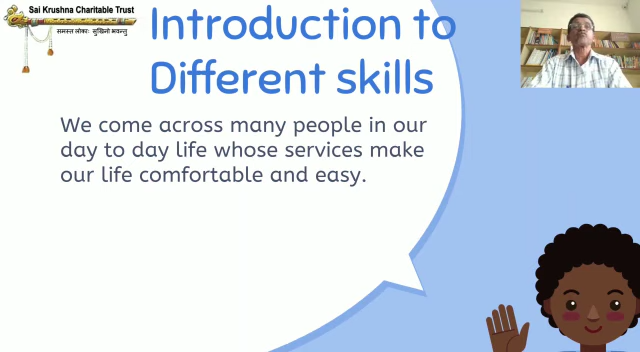 Sai Krushna Charitable Trust
समस्त लोकाः सुखिनो भवन्तु
Introduction to
Different skills
We come across many people in our
day to day life whose services make
our life comfortable and easy.